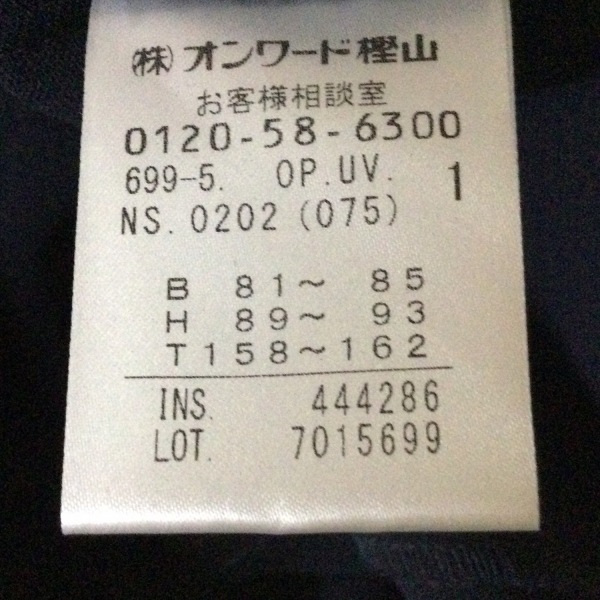 (株)オンワード樫山
お客様相談室
0120-58-6300
699-5. OP.UV. 1
NS.0202(075)
B 81〜 85
H 89〜 93
T158〜162
INS. 444286
LOT. 7015699